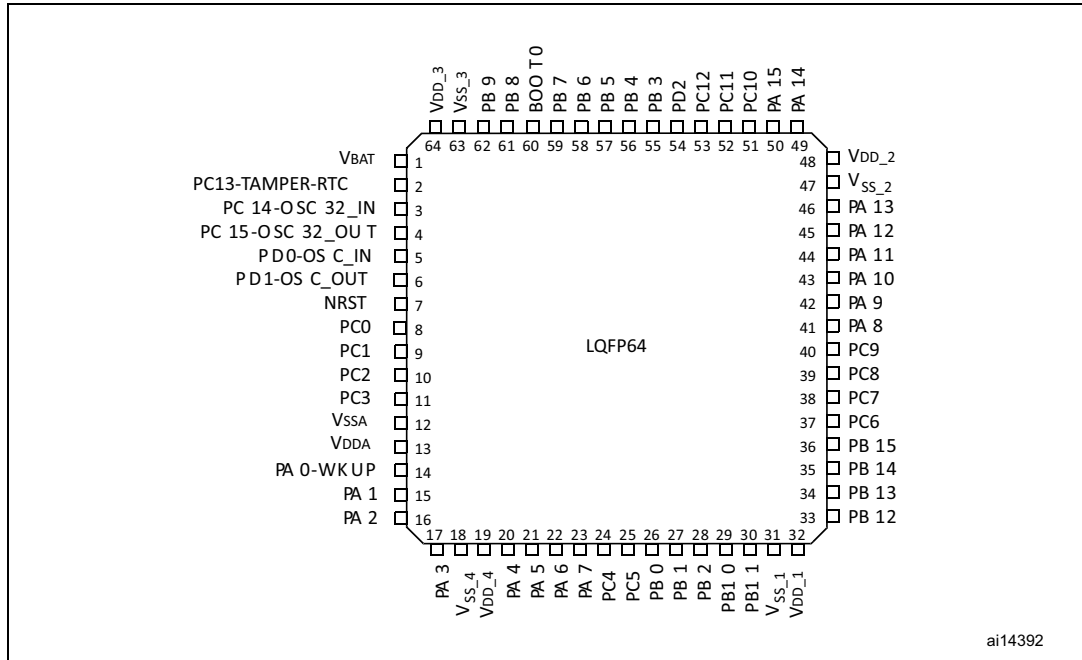 VDD_3 VSS_3 PB 9 PB 8 BOO T0 PB 7 PB 6 PB 5 PB 4 PB 3 PD2 PC12 PC11 PC10 PA 15 PA 14
64 63 62 61 60 59 58 57 56 55 54 53 52 51 50 49
VBAT 1 48 VDD_2
PC13-TAMPER-RTC 2 47 VSS_2
PC 14-OSC 32_IN 3 46 PA 13
PC 15-OSC 32_OU T 4 45 PA 12
PD0-OS C_IN 5 44 PA 11
PD1-OS C_OUT 6 43 PA 10
NRST 7 42 PA 9
PC0 8 41 PA 8
LQFP64
PC1 9 40 PC9
PC2 10 39 PC8
PC3 11 38 PC7
VSSA 12 37 PC6
VDDA 13 36 PB 15
PA 0-WKUP 14 35 PB 14
PA 1 15 34 PB 13
PA 2 16 33 PB 12
17 18 19 20 21 22 23 24 25 26 27 28 29 30 31 32
PA 3 VSS_4 VDD_4 PA 4 PA 5 PA 6 PA 7 PC4 PC5 PB 0 PB 1 PB 2 PB1 0 PB1 1 VSS_1 VDD_1
ai14392